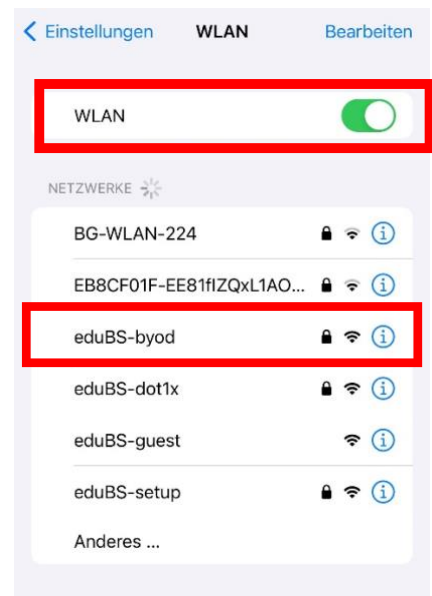 Einstellungen WLAN Bearbeiten
WLAN
NETZWERKE
BG-WLAN-224
EB8CF01F-EE81fIZQxL1AO...
eduBS-byod
eduBS-dot1x
eduBS-guest
eduBS-setup
Anderes ...